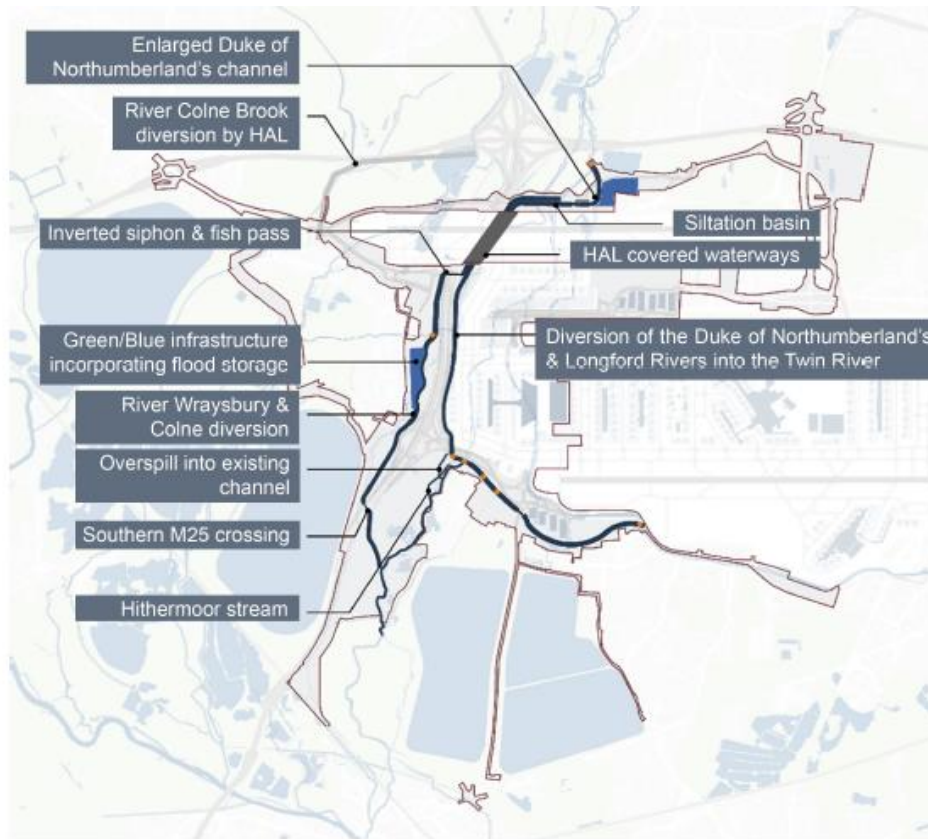 Enlarged Duke of
Northumberland's channel
River Colne Brook
diversion by HAL
Siltation basin
Inverted siphon & fish pass
HAL covered waterways
Green/Blue infrastructure
incorporating flood storage
Diversion of the Duke of Northumberland's
& Longford Rivers into the Twin River
River Wraysbury &
Colne diversion
Overspill into existing
channel
Southern M25 crossing
Hithermoor stream